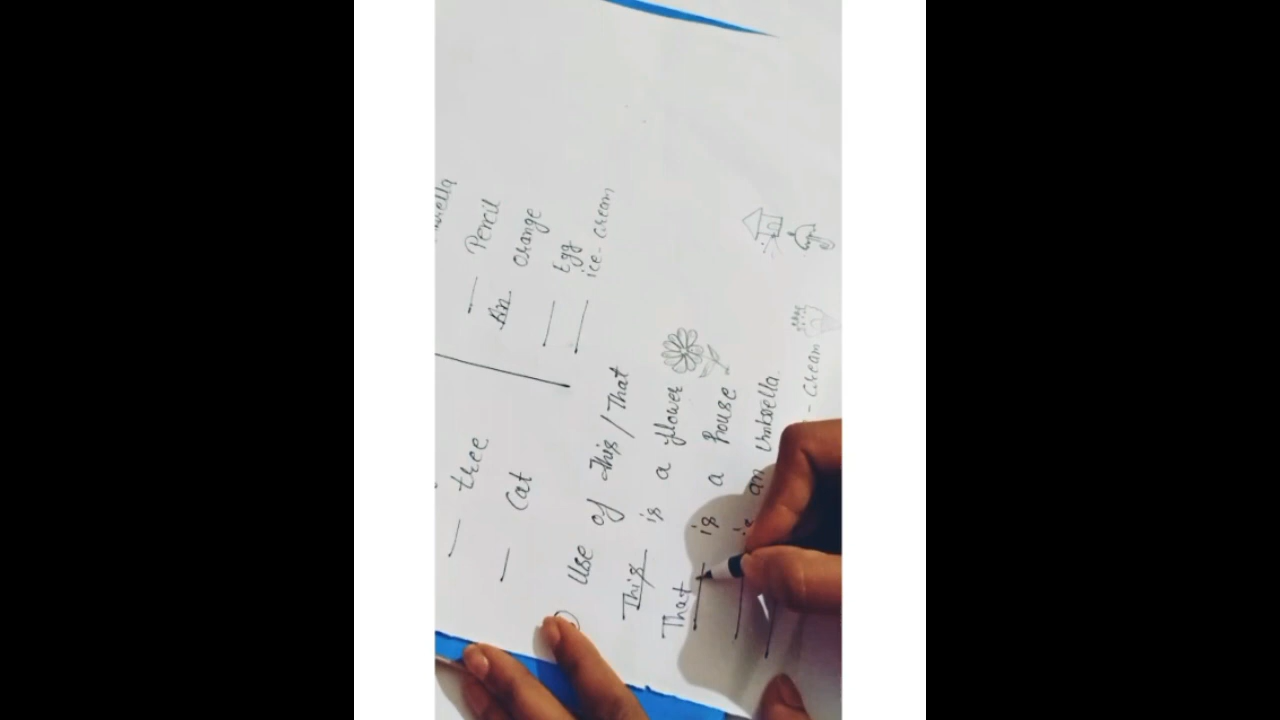 — tree
— Cat
— Pencil
An orange
— Egg
— ice-cream
Use of This/That
This is a flower
That is a house
an Umbrella.
- cream